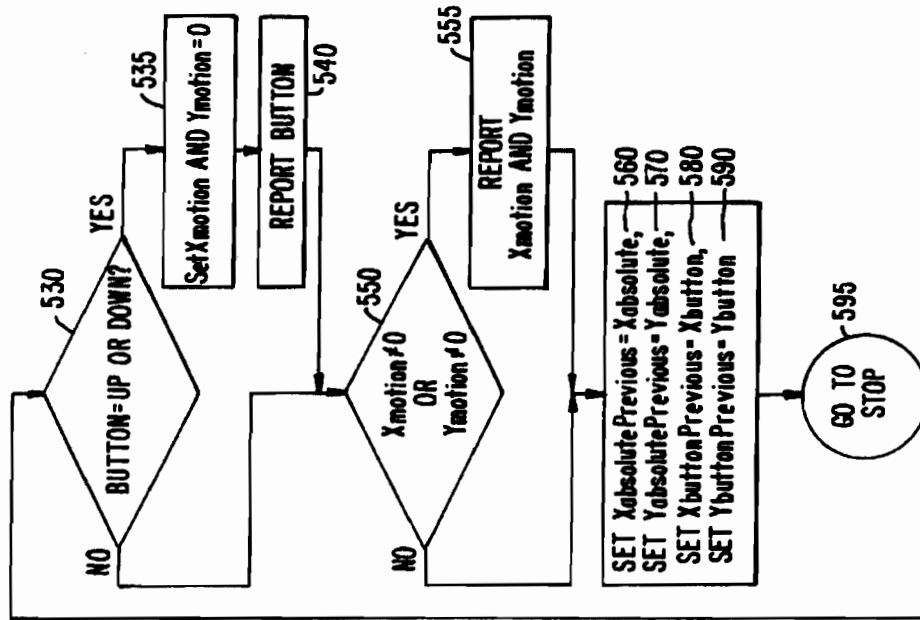 530
BUTTON=UP OR DOWN?
YES
NO
535
SetXmotion AND Ymotion=0
REPORT BUTTON
540
550
Xmotion≠0
OR
Ymotion≠0
YES
NO
555
REPORT
Xmotion AND Ymotion
SET XabsolutePrevious=Xabsolute, 560
SET YabsolutePrevious=Yabsolute, 570
SET XbuttonPrevious=Xbutton, 580
SET YbuttonPrevious=Ybutton 590
595
GO TO
STOP